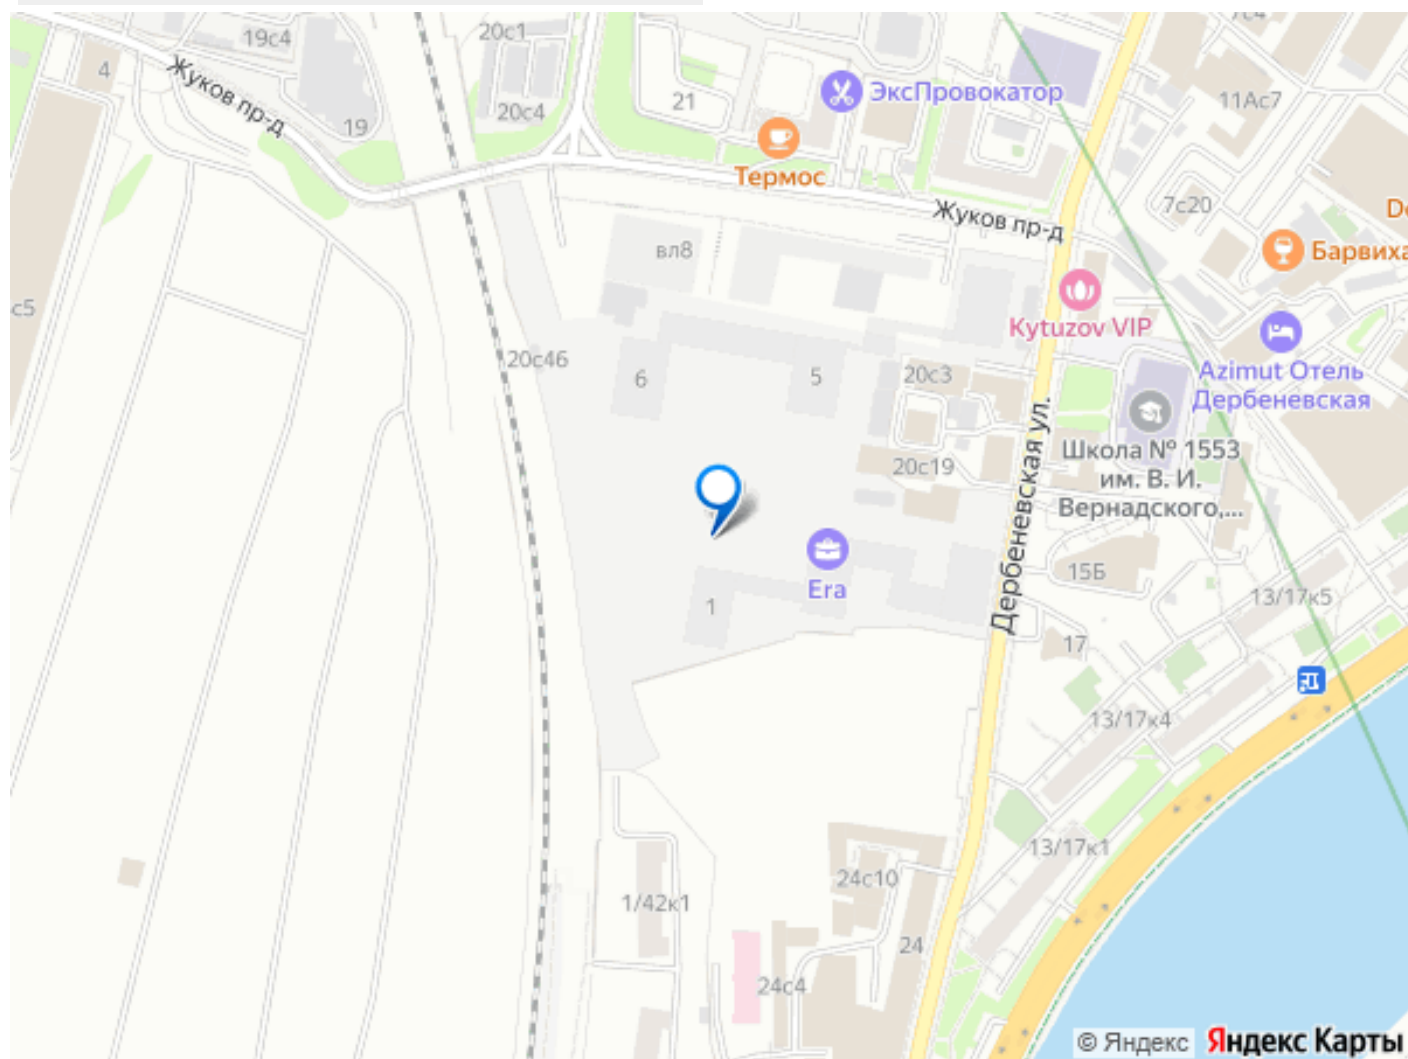 7с4
19с4
20с1
4
Жуков пр-д
19
20с4
21
ЭксПровокатор
11Ас7
Термос
Жуков пр-д
7с20
вл8
Барвиха
с5
Kytuzov VIP
20с46
6
5
20с3
Azimut Отель
Дербеневская
Дербеневская ул.
20с19
Школа № 1553
им. В. И.
Вернадского,...
Era
15Б
1
13/17к5
17
13/17к4
13/17к1
24с10
1/42к1
24
24с4
© Яндекс Яндекс Карты